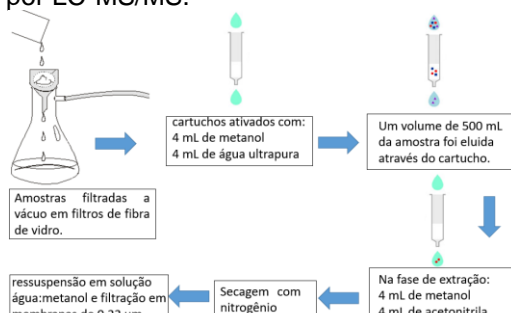 por LC-MS/MS.
cartuchos ativados com:
4 mL de metanol
4 mL de água ultrapura
Um volume de 500 mL
da amostra foi eluida
através do cartucho.
Amostras filtradas a
vácuo em filtros de fibra
de vidro.
Na fase de extração:
4 mL de metanol
4 mL de acetonitrila
Secagem com
nitrogênio
ressuspensão em solução
água:metanol e filtração em
membranas de 0,22 µm